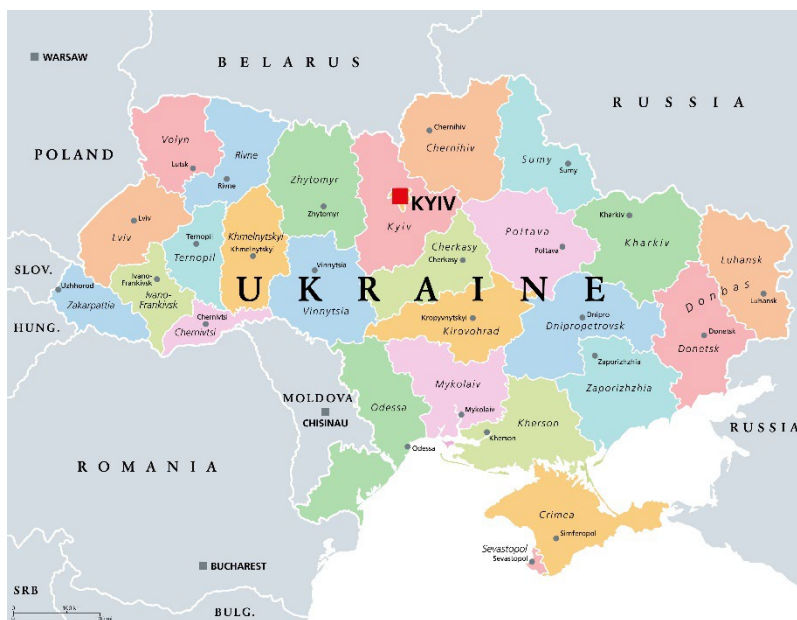 WARSAW
BELARUS
RUSSIA
POLAND
Volyn
Lutsk
Rivne
Rivne
Zhytomyr
Zhytomyr
KYIV
Kyiv
Chernihiv
Chernihiv
Sumy
Sumy
Lviv
Lviv
Ternopil
Ternopil
Khmelnytskyi
Khmelnytskyi
Cherkasy
Cherkasy
Poltava
Poltava
Kharkiv
Kharkiv
Luhansk
Luhansk
SLOV.
Uzhhorod
Zakarpattia
Ivano-
Frankivsk
Ivano-
Frankivsk
Chernivtsi
Chernivtsi
Vinnytsia
Vinnytsia
UKRAINE
Kropyvnytskyi
Kirovohrad
Dnipro
Dnipropetrovsk
Donbas
Donetsk
Donetsk
HUNG.
Zaporizhzhia
Zaporizhzhia
MOLDOVA
CHISINAU
Odessa
Odessa
Mykolaiv
Mykolaiv
Kherson
Kherson
RUSSIA
ROMANIA
Crimea
Simferopol
Sevastopol
Sevastopol
BUCHAREST
SRB
BULG.